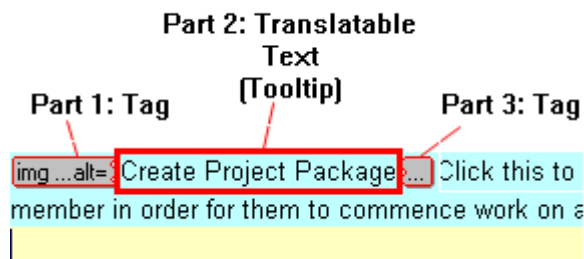 Part 2: Translatable
Text
(Tooltip)
Part 1: Tag
Part 3: Tag
img ...alt= Create Project Package ... Click this to
member in order for them to commence work on a